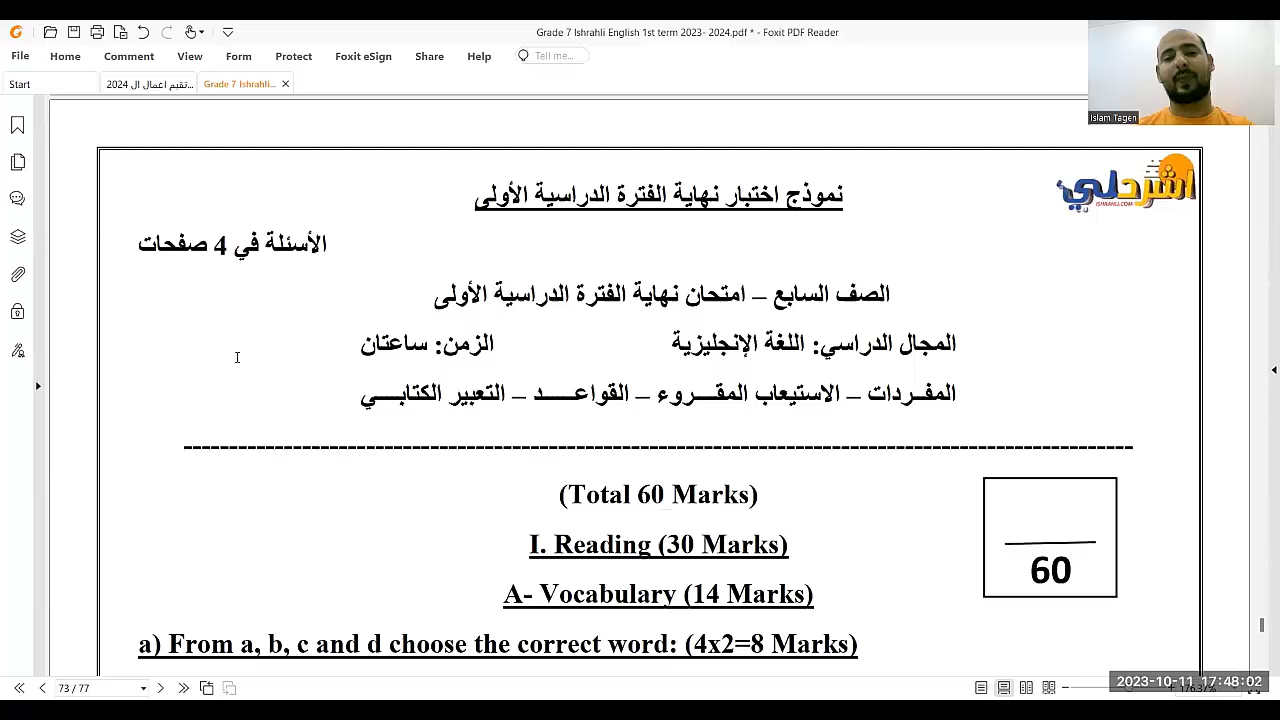 Grade 7 Ishrahli English 1st term 2023- 2024.pdf * - Foxit PDF Reader
File Home Comment View Form Protect Foxit eSign Share Help Tell me...
Start تقيم اعمال ال 2024... Grade 7 Ishrahli...
Islam Tagen
اشرحلي
ISHRAHLI.COM
نموذج اختبار نهاية الفترة الدراسية الأولى
الأسئلة في 4 صفحات
الصف السابع – امتحان نهاية الفترة الدراسية الأولى
المجال الدراسي: اللغة الإنجليزية الزمن: ساعتان
المفـردات – الاستيعاب المقـــروء – القواعـــــد – التعبير الكتابـــي
(Total 60 Marks)
I. Reading (30 Marks)
60
A- Vocabulary (14 Marks)
a) From a, b, c and d choose the correct word: (4x2=8 Marks)
73 / 77
2023-10-11 17:48:02